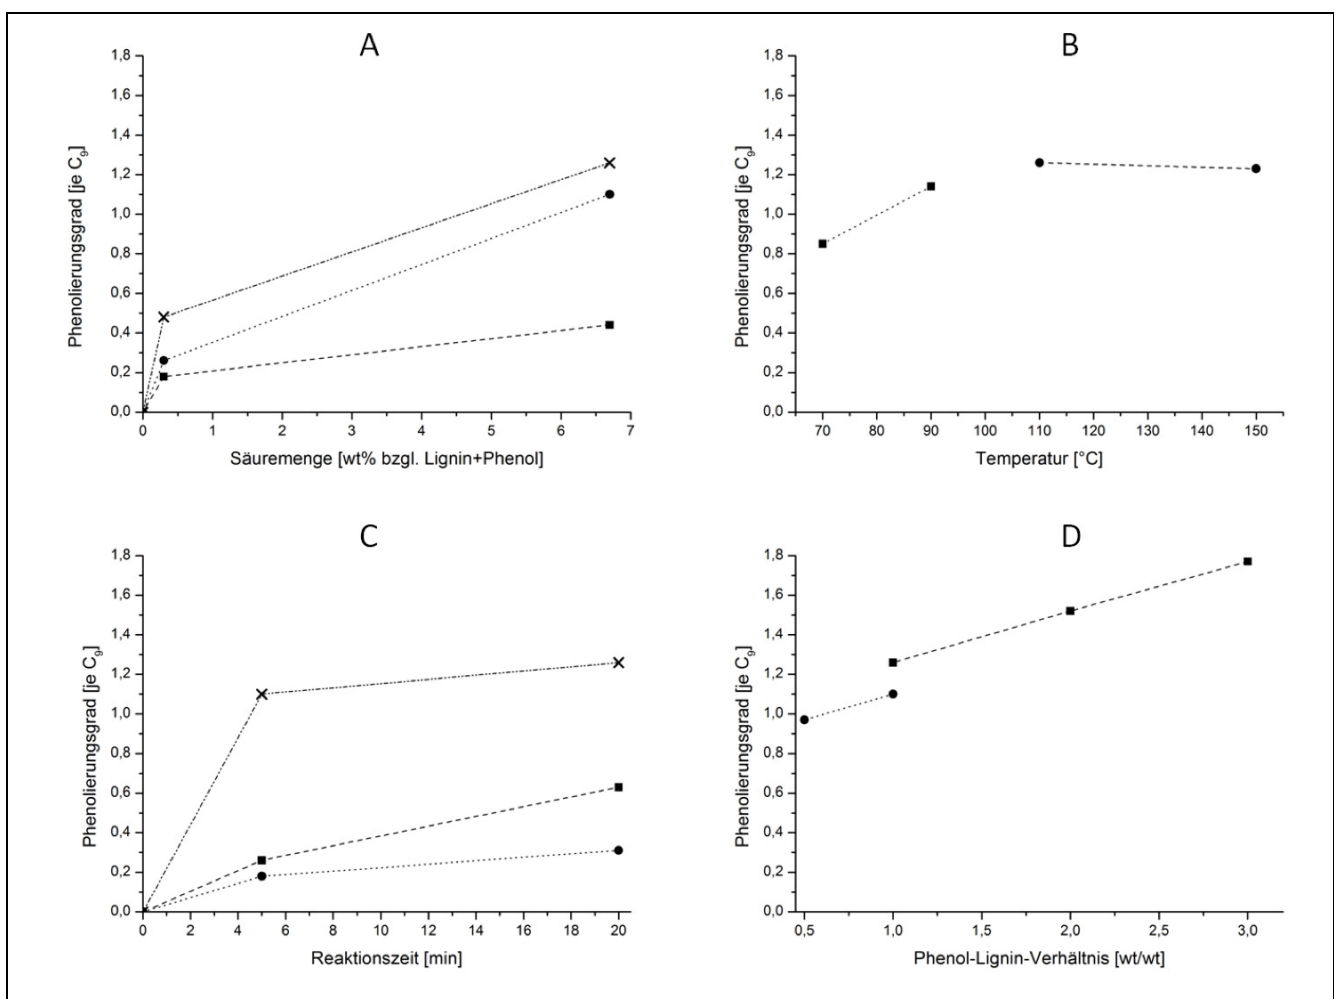 A
Phenolierungsgrad [je C₉]
1,8
1,6
1,4
1,2
1,0
0,8
0,6
0,4
0,2
0,0
0 1 2 3 4 5 6 7
Säuremenge [wt% bzgl. Lignin+Phenol]
B
Phenolierungsgrad [je C₉]
1,8
1,6
1,4
1,2
1,0
0,8
0,6
0,4
0,2
0,0
70 80 90 100 110 120 130 140 150
Temperatur [°C]
C
Phenolierungsgrad [je C₉]
1,8
1,6
1,4
1,2
1,0
0,8
0,6
0,4
0,2
0,0
0 2 4 6 8 10 12 14 16 18 20
Reaktionszeit [min]
D
Phenolierungsgrad [je C₉]
1,8
1,6
1,4
1,2
1,0
0,8
0,6
0,4
0,2
0,0
0,5 1,0 1,5 2,0 2,5 3,0
Phenol-Lignin-Verhältnis [wt/wt]